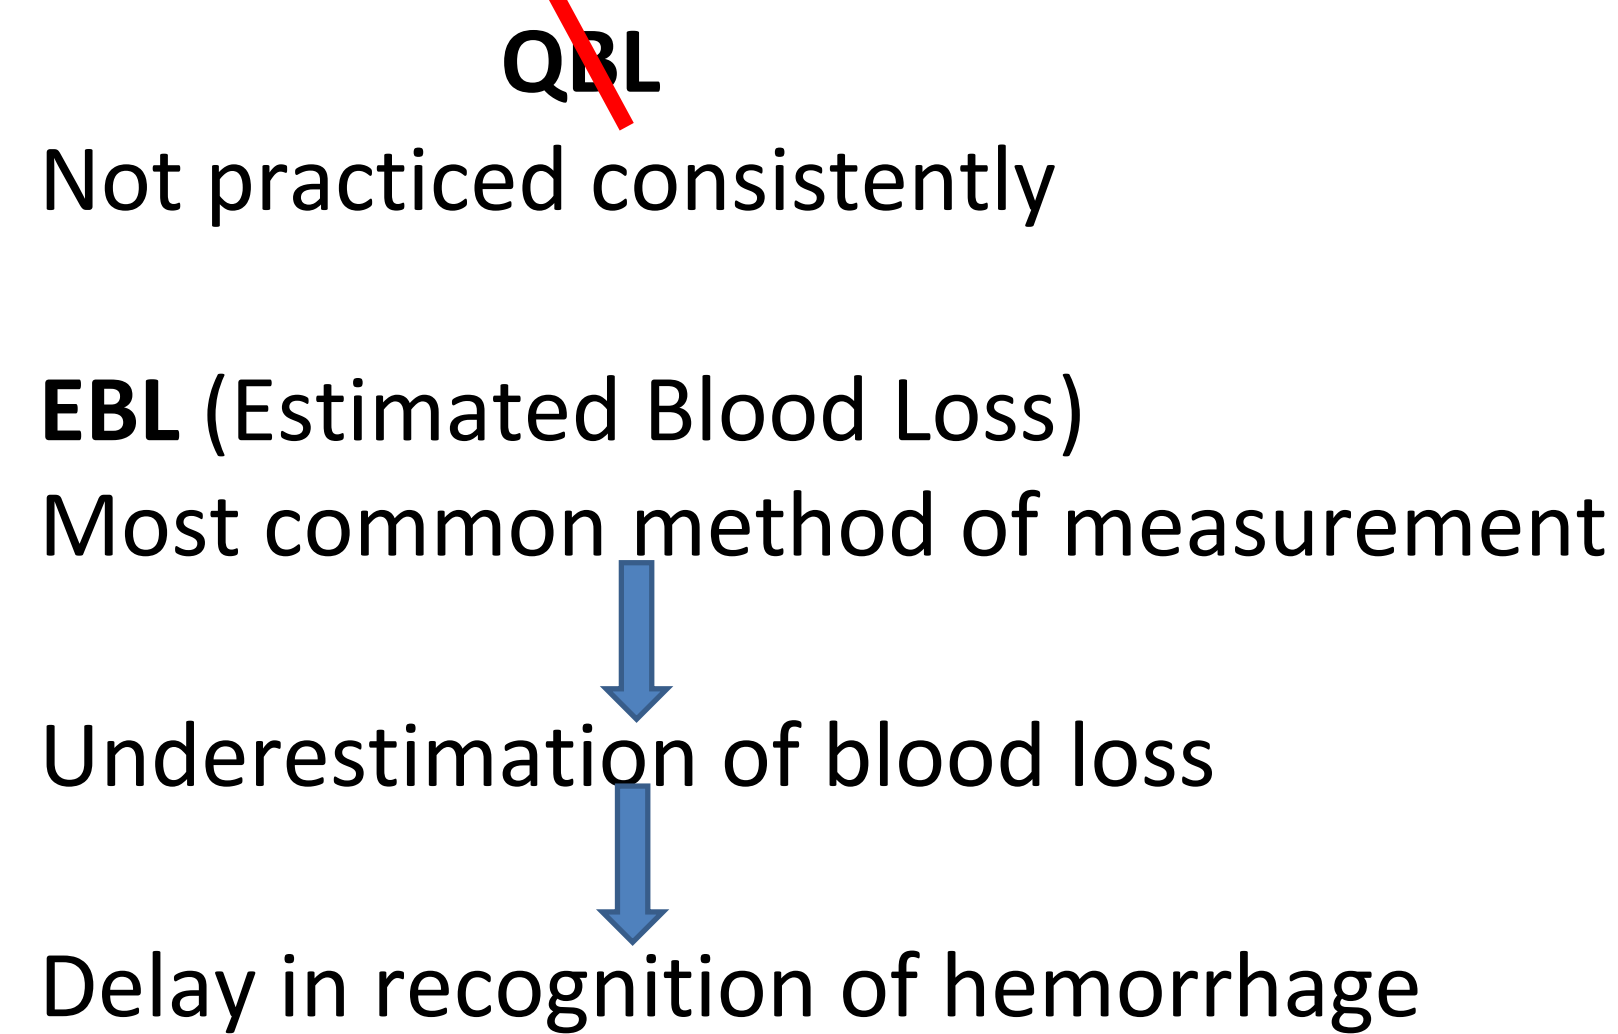 QBL
Not practiced consistently
EBL (Estimated Blood Loss)
Most common method of measurement
Underestimation of blood loss
Delay in recognition of hemorrhage